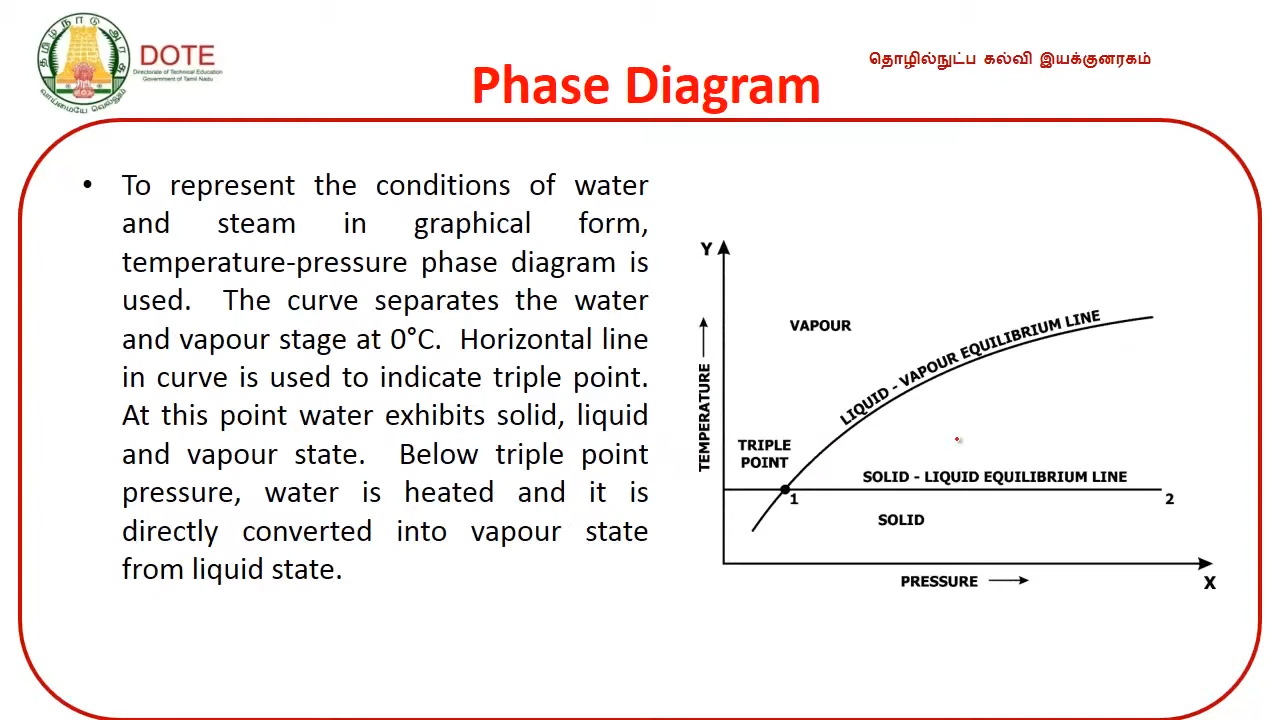 தமிழ்நாடு அரசு
வாய்மையே வெல்லும்
DOTE
Directorate of Technical Education
Government of Tamil Nadu
தொழில்நுட்ப கல்வி இயக்குனரகம்
Phase Diagram
• To represent the conditions of water
and steam in graphical form,
temperature-pressure phase diagram is
used. The curve separates the water
and vapour stage at 0°C. Horizontal line
in curve is used to indicate triple point.
At this point water exhibits solid, liquid
and vapour state. Below triple point
pressure, water is heated and it is
directly converted into vapour state
from liquid state.
Y
VAPOUR
LIQUID - VAPOUR EQUILIBRIUM LINE
TEMPERATURE
TRIPLE
POINT
SOLID - LIQUID EQUILIBRIUM LINE
1
2
SOLID
PRESSURE
X